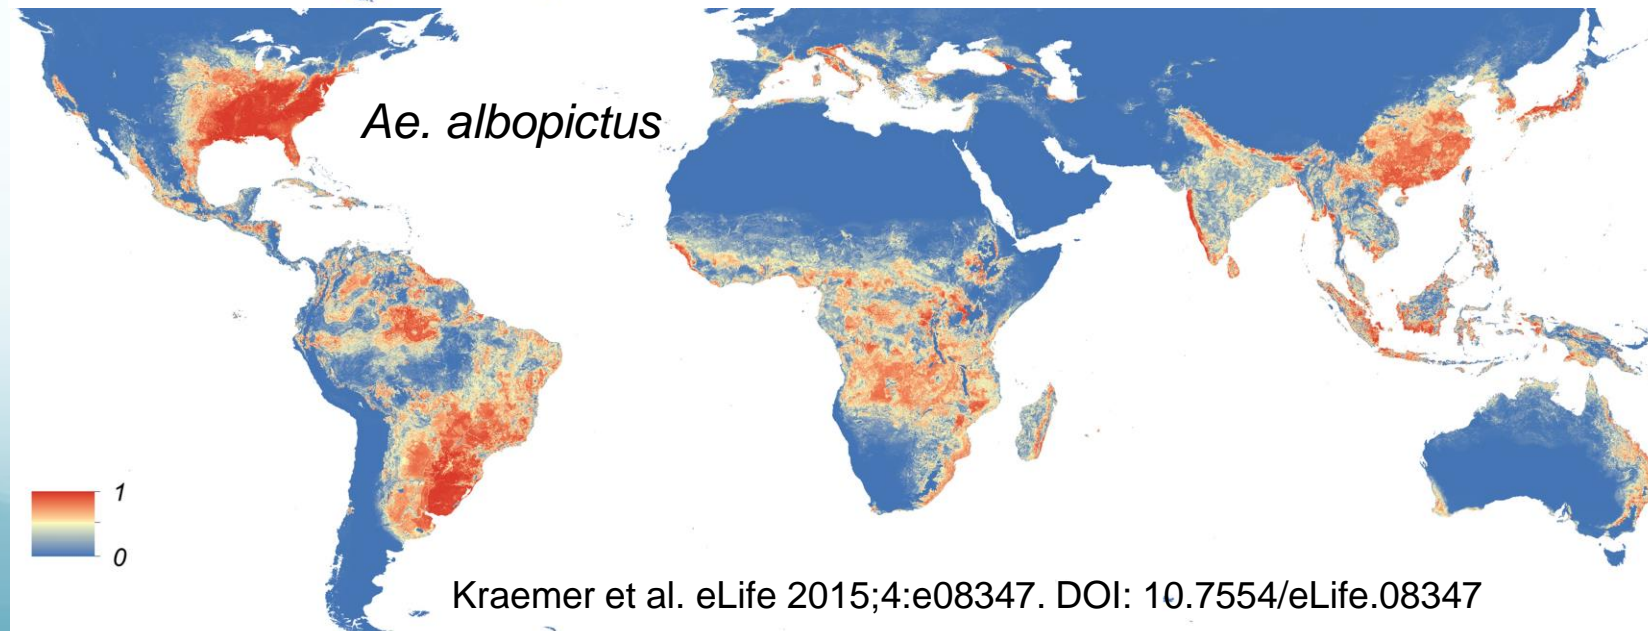 Ae. albopictus
1
0
Kraemer et al. eLife 2015;4:e08347. DOI: 10.7554/eLife.08347